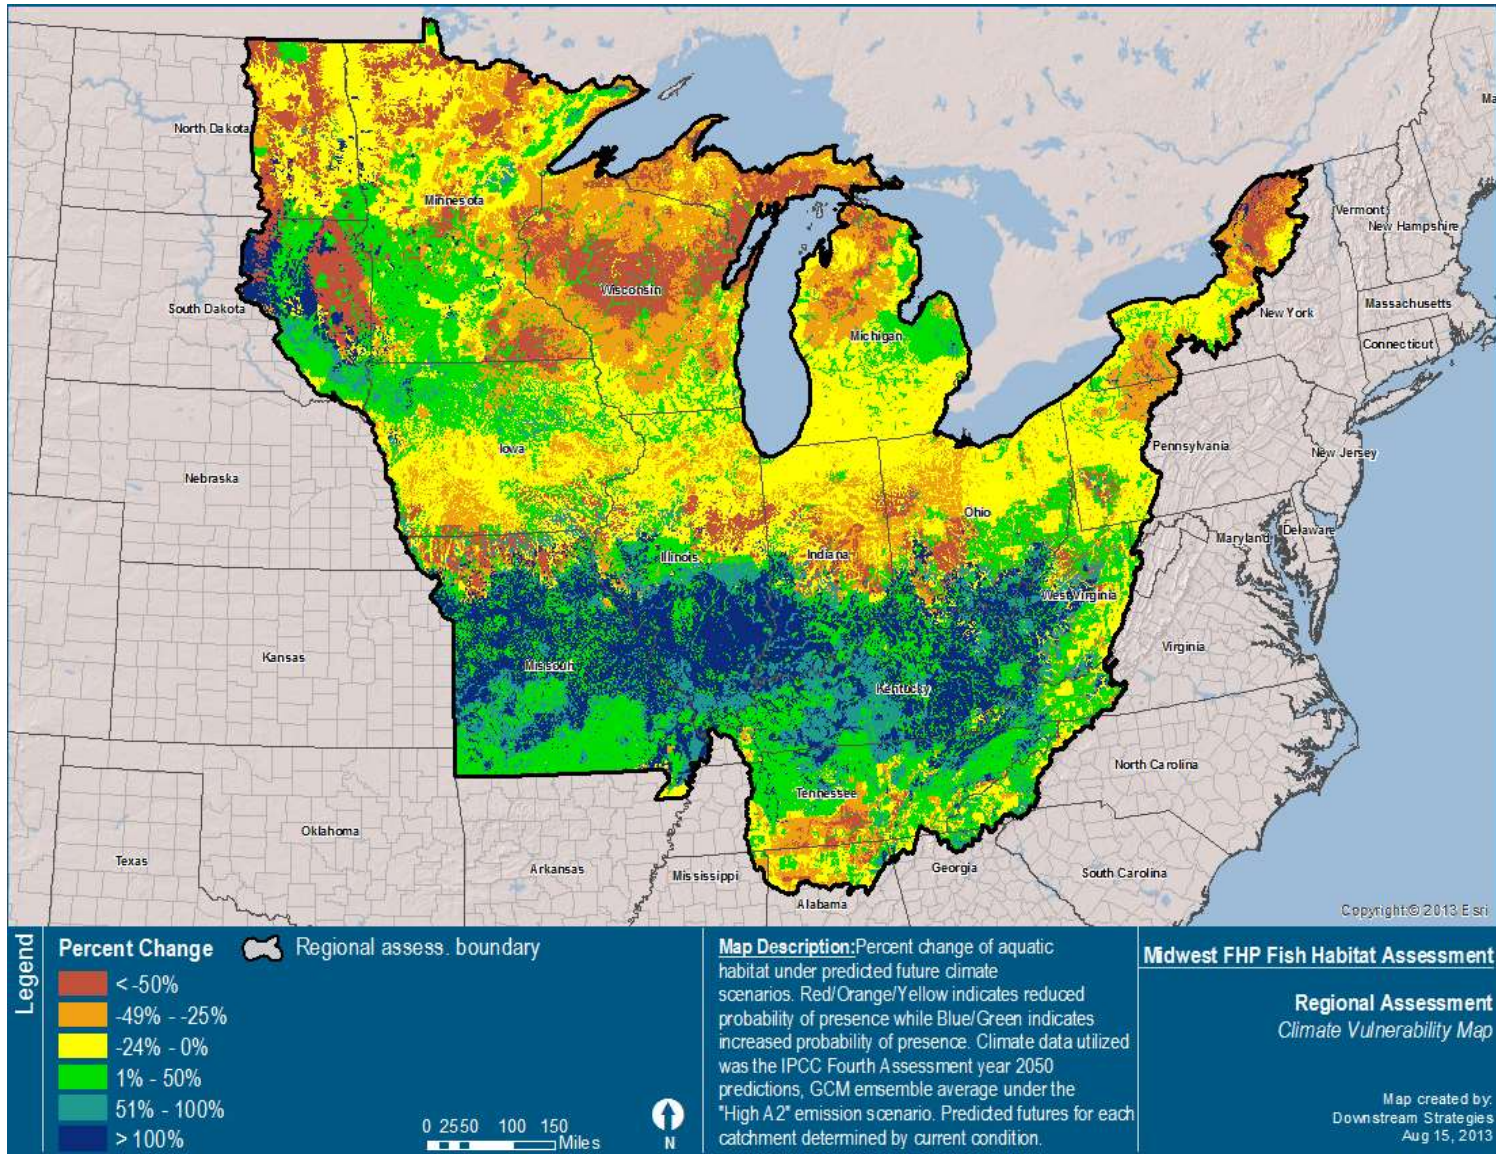 North Dakota
Minnesota
South Dakota
Wisconsin
Michigan
Vermont
New Hampshire
Massachusetts
New York
Connecticut
Nebraska
Iowa
Pennsylvania
New Jersey
Ohio
Maryland
Delaware
Illinois
Indiana
West Virginia
Virginia
Kansas
Missouri
Kentucky
North Carolina
Tennessee
Oklahoma
Texas
Arkansas
Mississippi
Georgia
South Carolina
Alabama
Ma
Copyright:© 2013 Esri
Legend
Percent Change
Regional assess. boundary
< -50%
-49% - -25%
-24% - 0%
1% - 50%
51% - 100%
> 100%
0 25 50 100 150
Miles
N
Map Description:Percent change of aquatic
habitat under predicted future climate
scenarios. Red/Orange/Yellow indicates reduced
probability of presence while Blue/Green indicates
increased probability of presence. Climate data utilized
was the IPCC Fourth Assessment year 2050
predictions, GCM emsemble average under the
"High A2" emission scenario. Predicted futures for each
catchment determined by current condition.
Midwest FHP Fish Habitat Assessment
Regional Assessment
Climate Vulnerability Map
Map created by:
Downstream Strategies
Aug 15, 2013